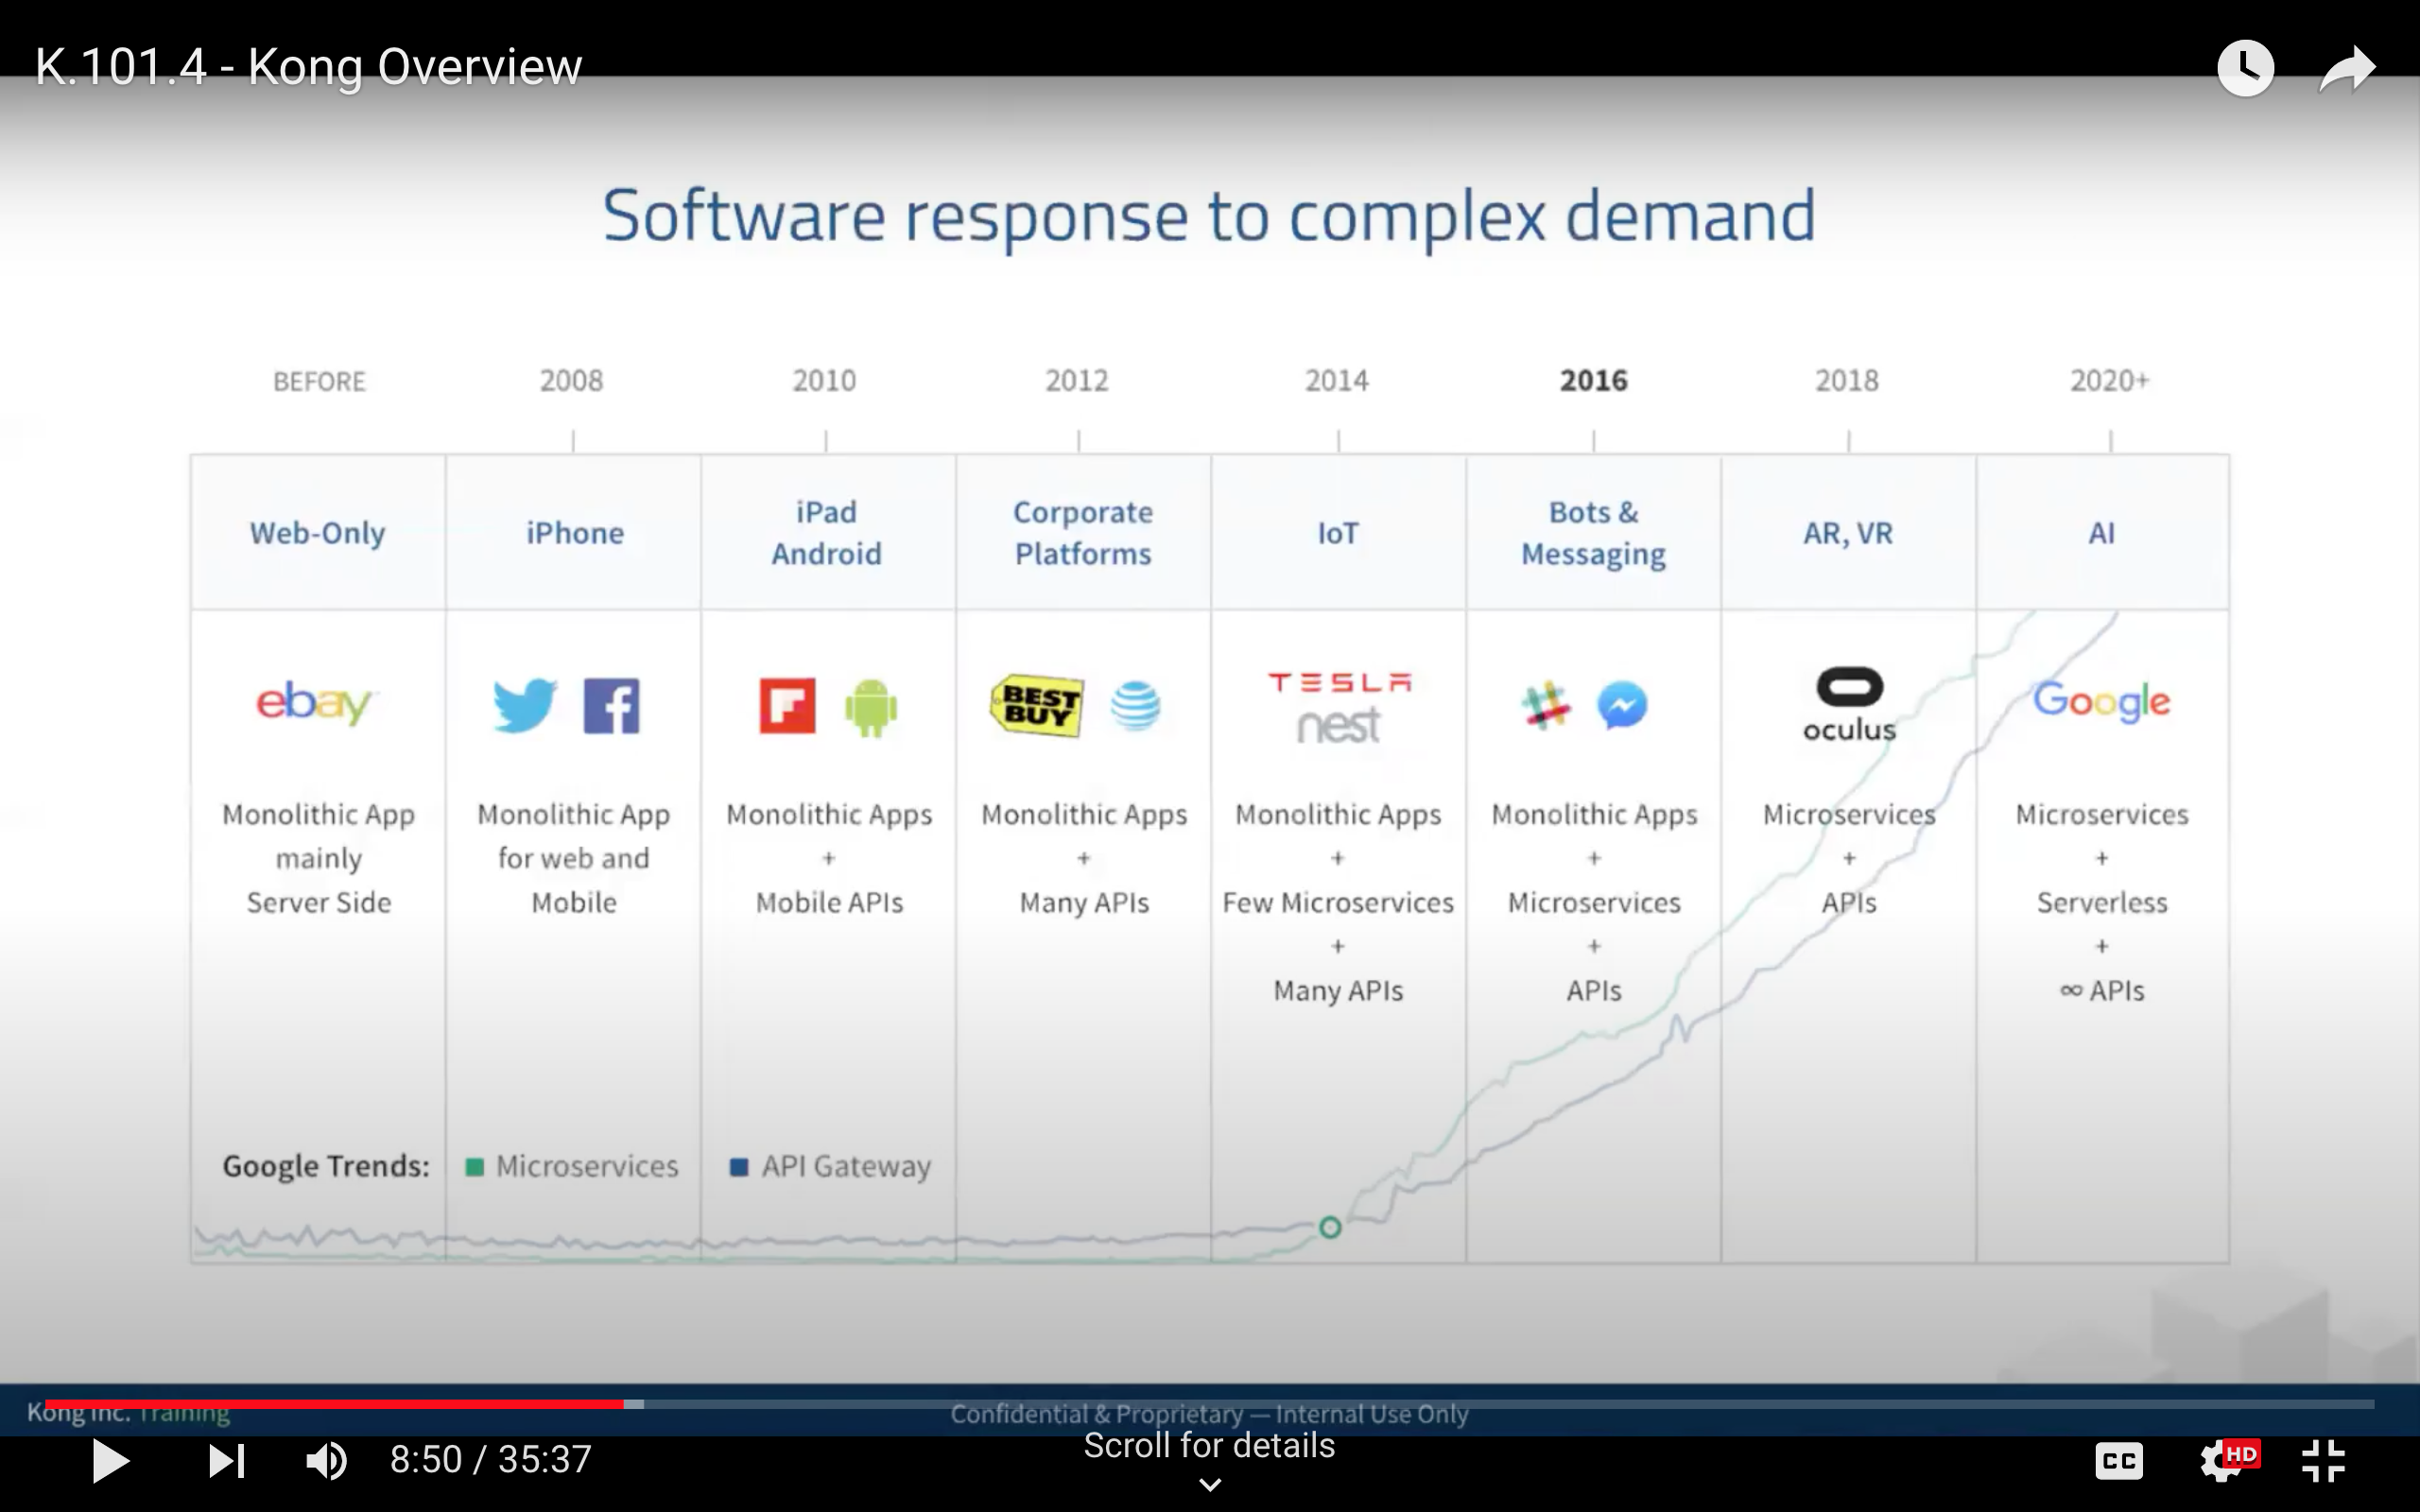 K.101.4 - Kong Overview
Software response to complex demand
BEFORE 2008 2010 2012 2014 2016 2018 2020+
Web-Only
iPhone
iPad
Android
Corporate
Platforms
IoT
Bots &
Messaging
AR, VR
AI
ebay
BEST
BUY
TESLA
nest
oculus
Google
Monolithic App
mainly
Server Side
Monolithic App
for web and
Mobile
Monolithic Apps
+
Mobile APIs
Monolithic Apps
+
Many APIs
Monolithic Apps
+
Few Microservices
+
Many APIs
Monolithic Apps
+
Microservices
+
APIs
Microservices
+
APIs
Microservices
+
Serverless
+
∞ APIs
Google Trends: Microservices API Gateway
Kong Inc. Training
Confidential & Proprietary — Internal Use Only
Scroll for details
8:50 / 35:37
CC
HD